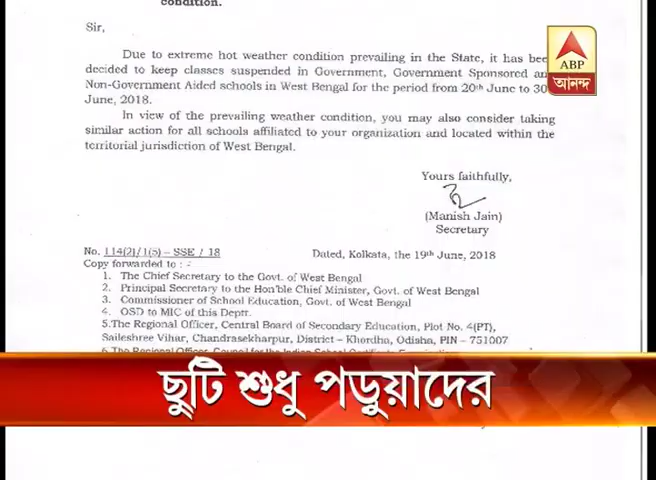 condition.
Sir,
Due to extreme hot weather condition prevailing in the State, it has bee
decided to keep classes suspended in Government, Government Sponsored an
Non-Government Aided schools in West Bengal for the period from 20th June to 30
June, 2018.
In view of the prevailing weather condition, you may also consider taking
similar action for all schools affiliated to your organization and located within the
territorial jurisdiction of West Bengal.
Yours faithfully,
(Manish Jain)
Secretary
No. 114(2)/1(5) – SSE / 18
Dated, Kolkata, the 19th June, 2018
Copy forwarded to : -
1. The Chief Secretary to the Govt. of West Bengal
2. Principal Secretary to the Hon'ble Chief Minister, Govt. of West Bengal
3. Commissioner of School Education, Govt. of West Bengal
4. OSD to MIC of this Deptt.
5.The Regional Officer, Central Board of Secondary Education, Plot No. 4(PT),
Saileshree Vihar, Chandrasekharpur, District – Khordha, Odisha, PIN – 751007
ABP
আনন্দ
ছুটি শুধু পড়ুয়াদের